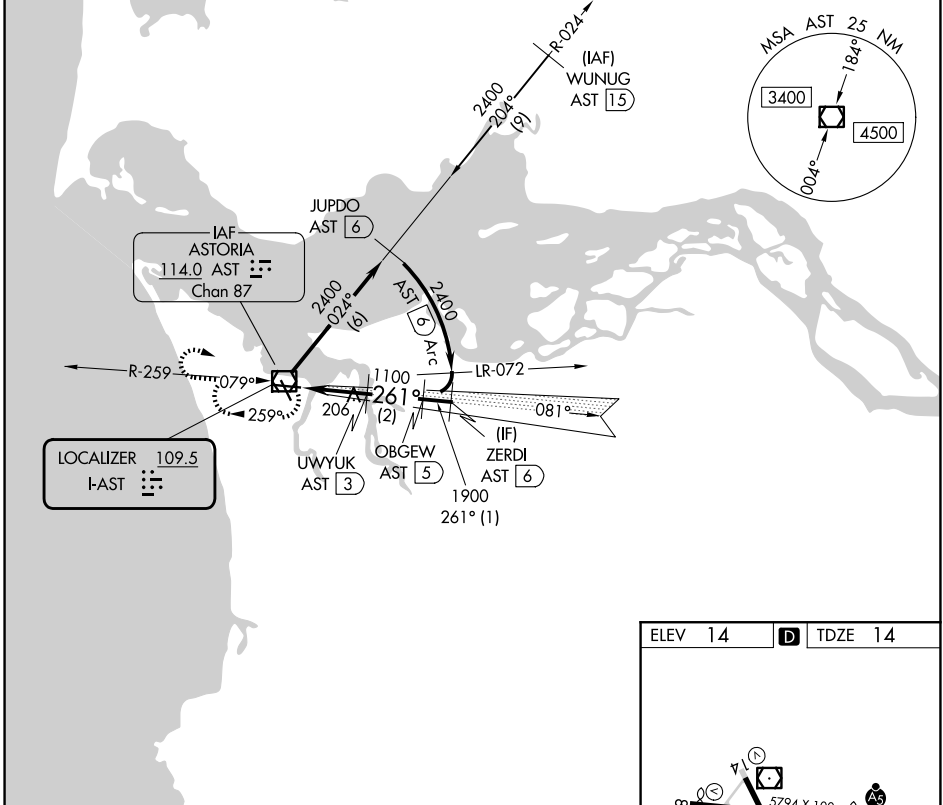 R-024
(IAF)
WUNUG
AST 15
2400
204°
(9)
MSA AST 25 NM
184°
3400
4500
004°
JUPDO
AST 6
IAF
ASTORIA
114.0 AST
Chan 87
2400
024°
(6)
2400
AST 6 Arc
R-259
079°
259°
1100
261°
(2)
LR-072
081°
206
UWYUK
AST 3
OBGEW
AST 5
(IF)
ZERDI
AST 6
1900
261° (1)
LOCALIZER 109.5
I-AST
ELEV 14 D TDZE 14
14
V
V
A5